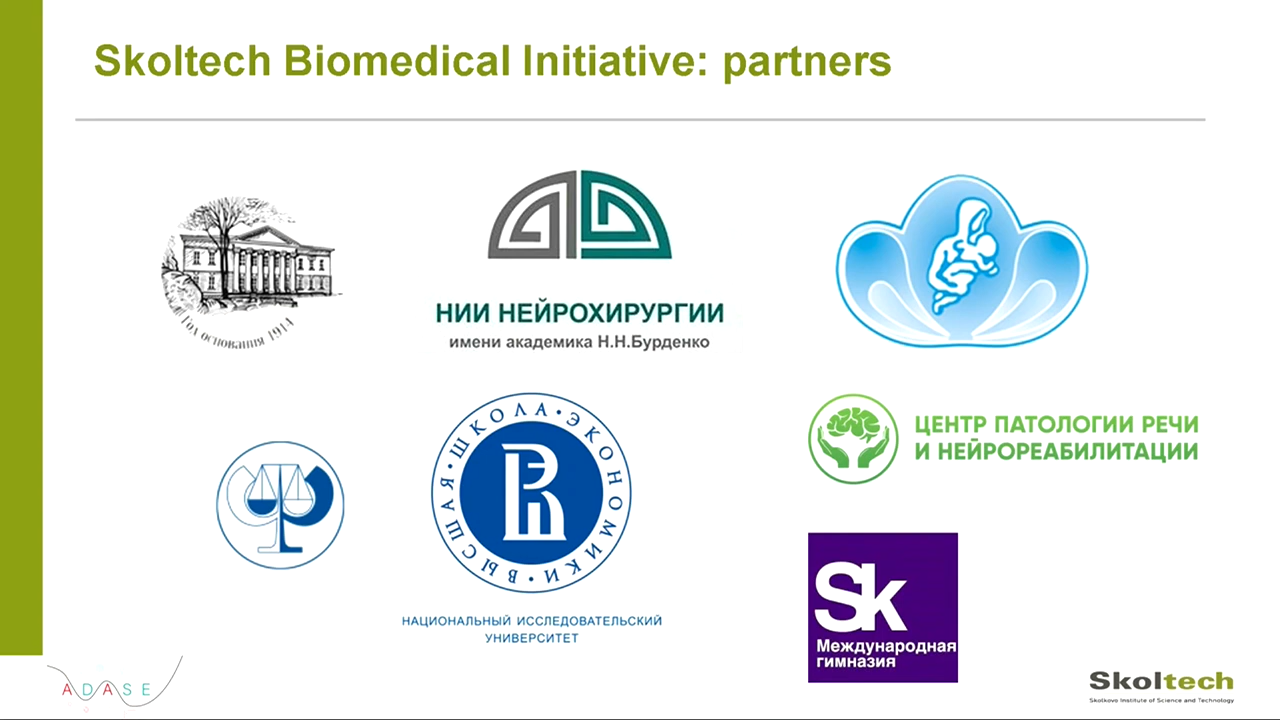 Skoltech Biomedical Initiative: partners
Год основания 1914
НИИ НЕЙРОХИРУРГИИ
имени академика Н.Н.Бурденко
ВЫСШАЯ • ШКОЛА • ЭКОНОМИКИ •
НАЦИОНАЛЬНЫЙ ИССЛЕДОВАТЕЛЬСКИЙ
УНИВЕРСИТЕТ
ЦЕНТР ПАТОЛОГИИ РЕЧИ
И НЕЙРОРЕАБИЛИТАЦИИ
Sk
Международная
гимназия
ADASE
Skoltech
Skolkovo Institute of Science and Technology